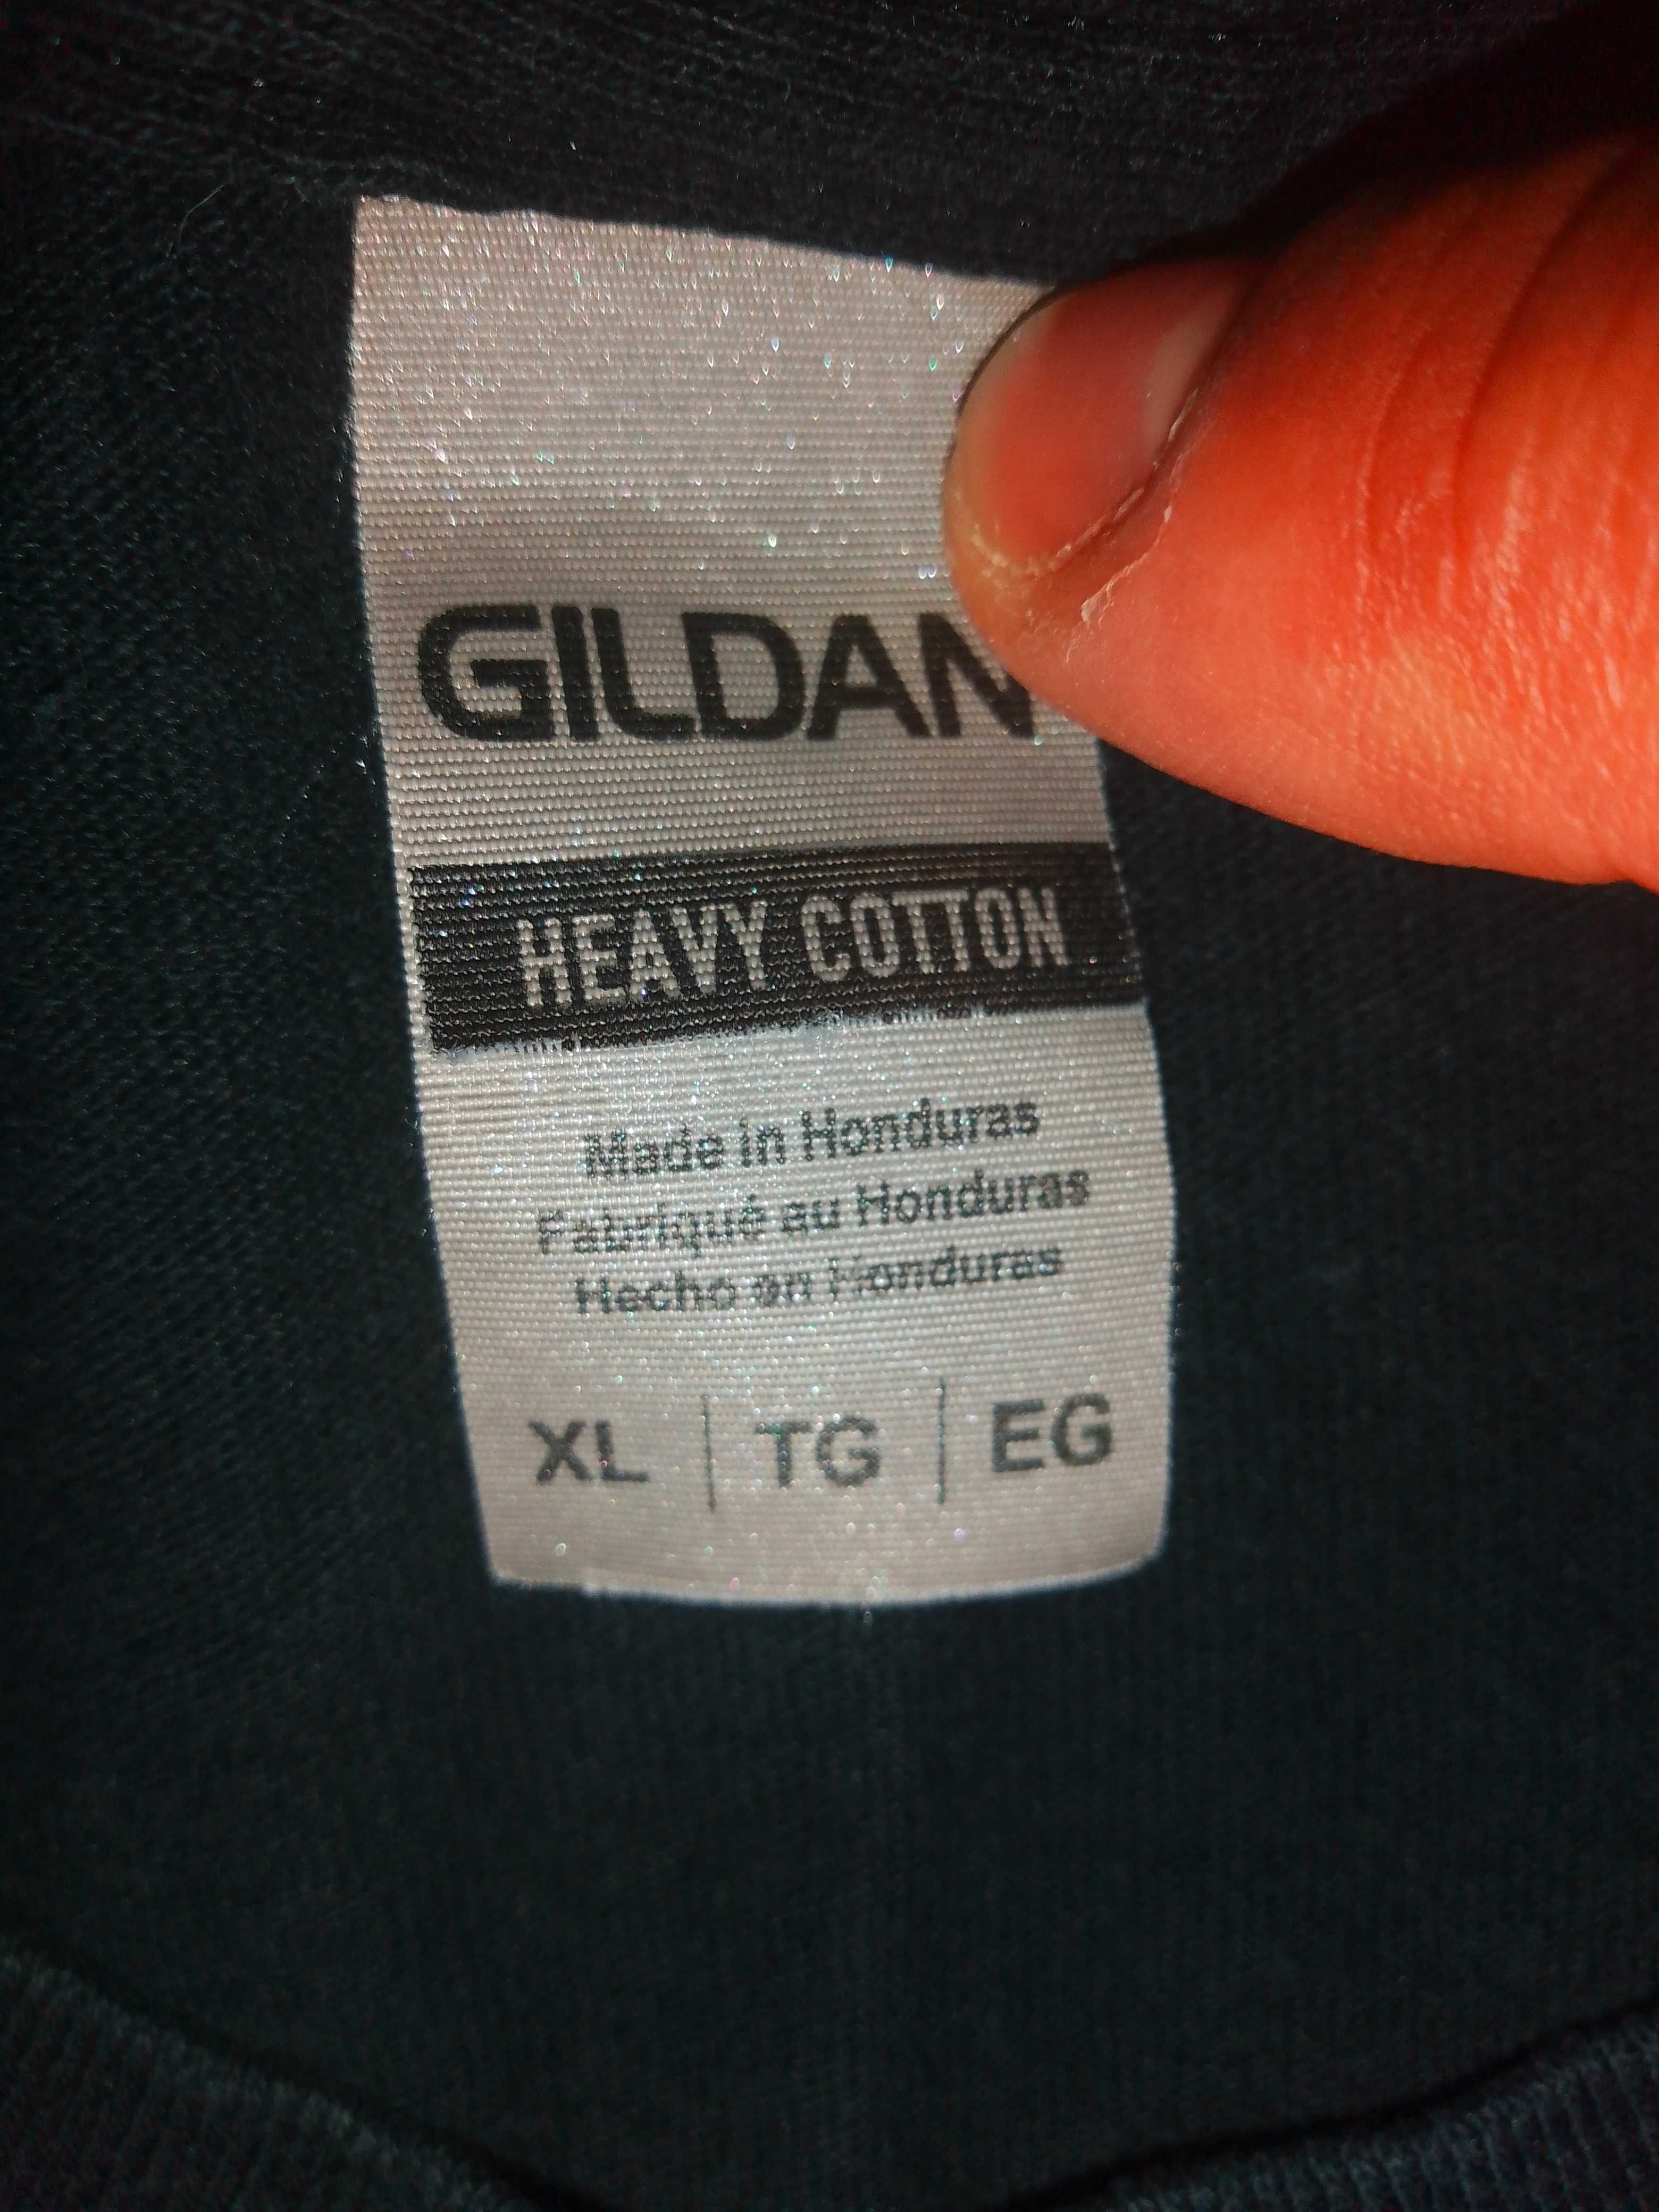 GILDAN
HEAVY COTTON
Made in Honduras
Fabriqué au Honduras
Hecho en Honduras
XL | TG | EG